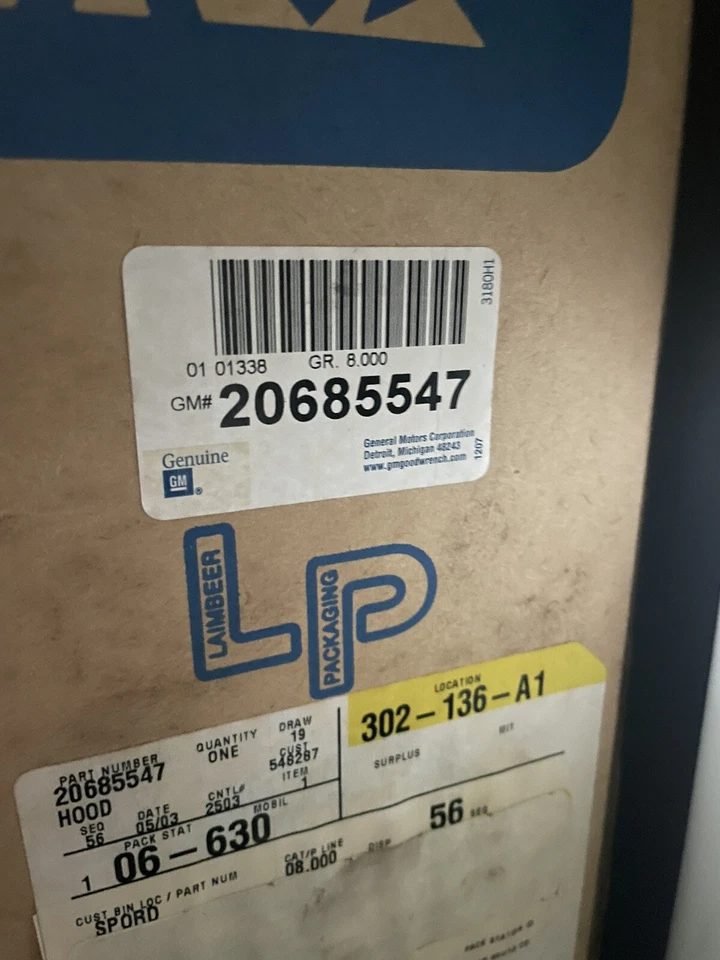 3180H1
01 01338 GR. 8.000
GM# 20685547
Genuine
GM
®
General Motors Corporation
Detroit, Michigan 48243
www.gmgoodwrench.com
1207
LAIMBEER
PACKAGING
LP
LOCATION
302-136-A1
SURPLUS
WIT
PART NUMBER
20685547
HOOD
QUANTITY
ONE
DRAW
19
CUST
548287
ITEM
1
SEQ
56
DATE
05/03
CNTL#
2503
PACK STAT
MOBIL
1 06-630
56 SEQ
CAT/P LINE
08.000
DISP
CUST BIN LOC / PART NUM
SPORD